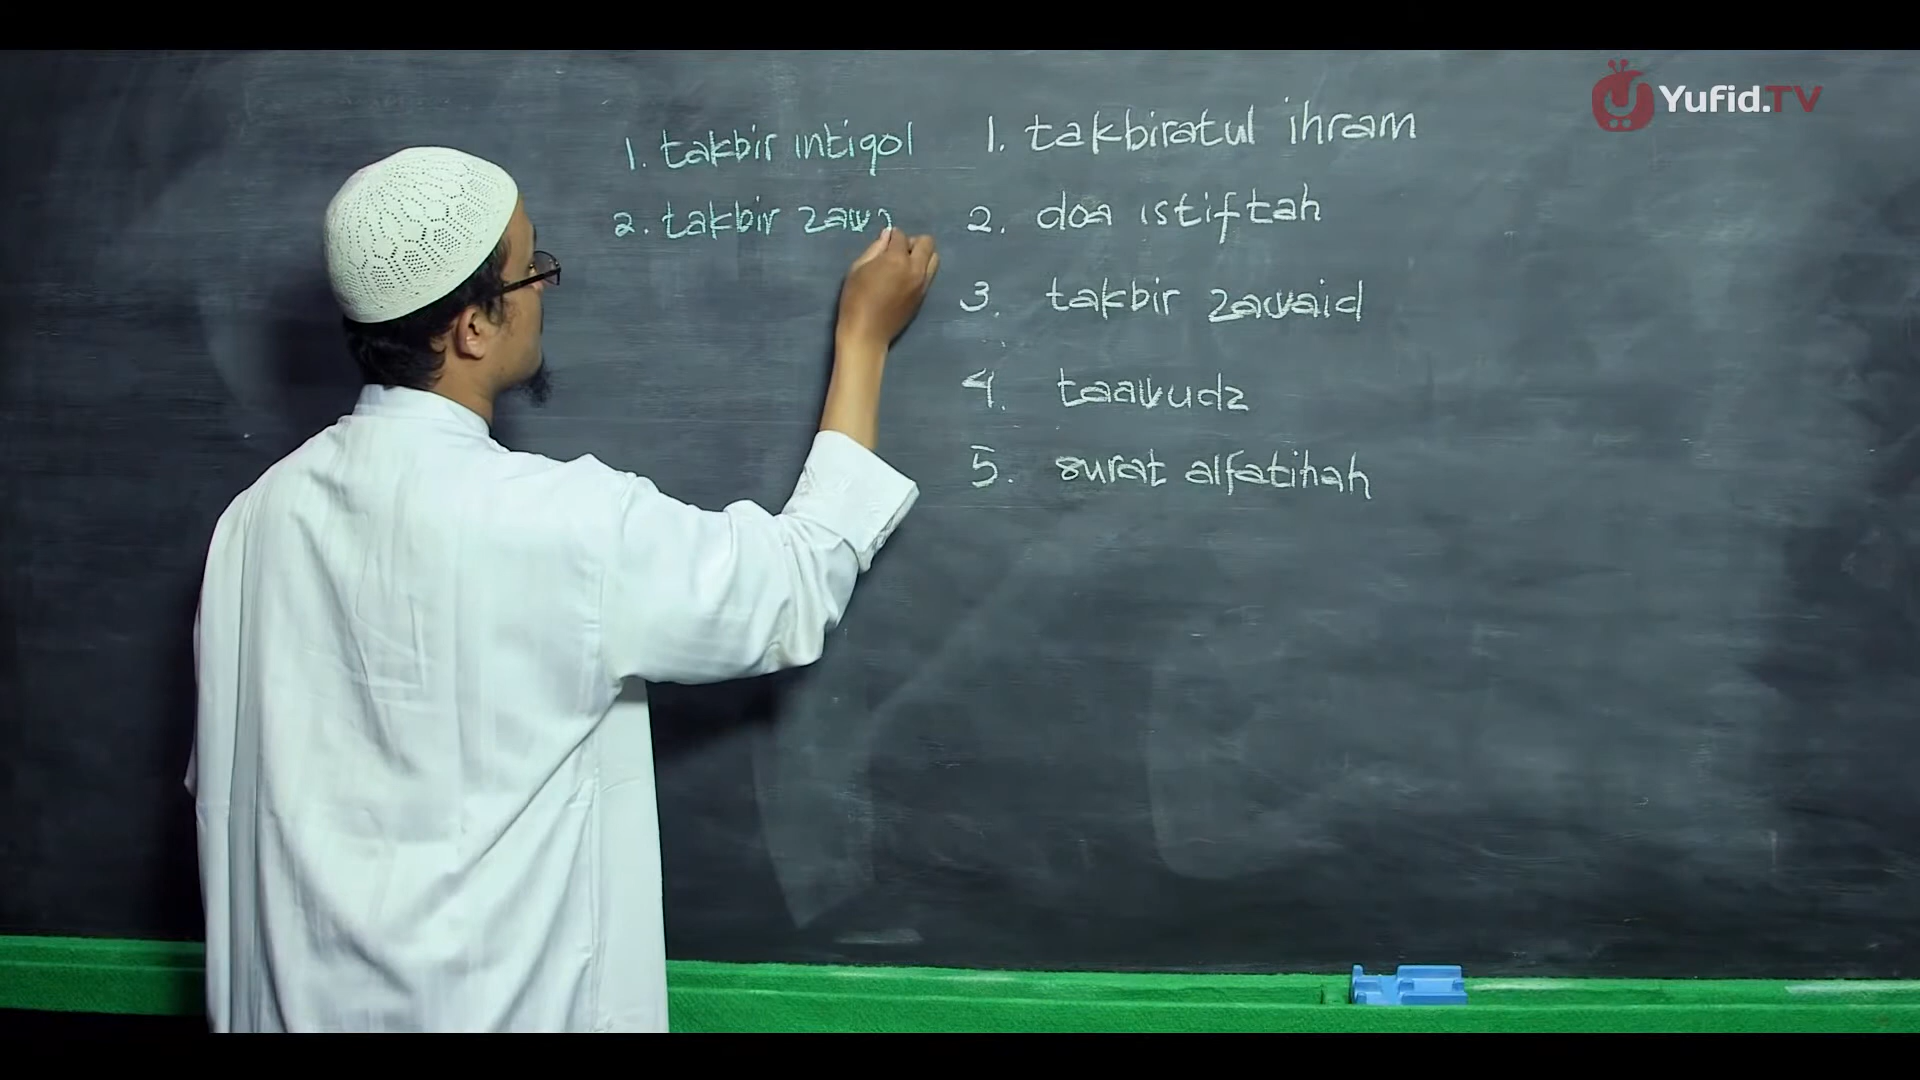 Yufid.TV
1. takbir intiqol
2. takbir zawa
1. takbiratul ihram
2. doa istiftah
3. takbir zawaid
4. taawudz
5. surat alfatihah